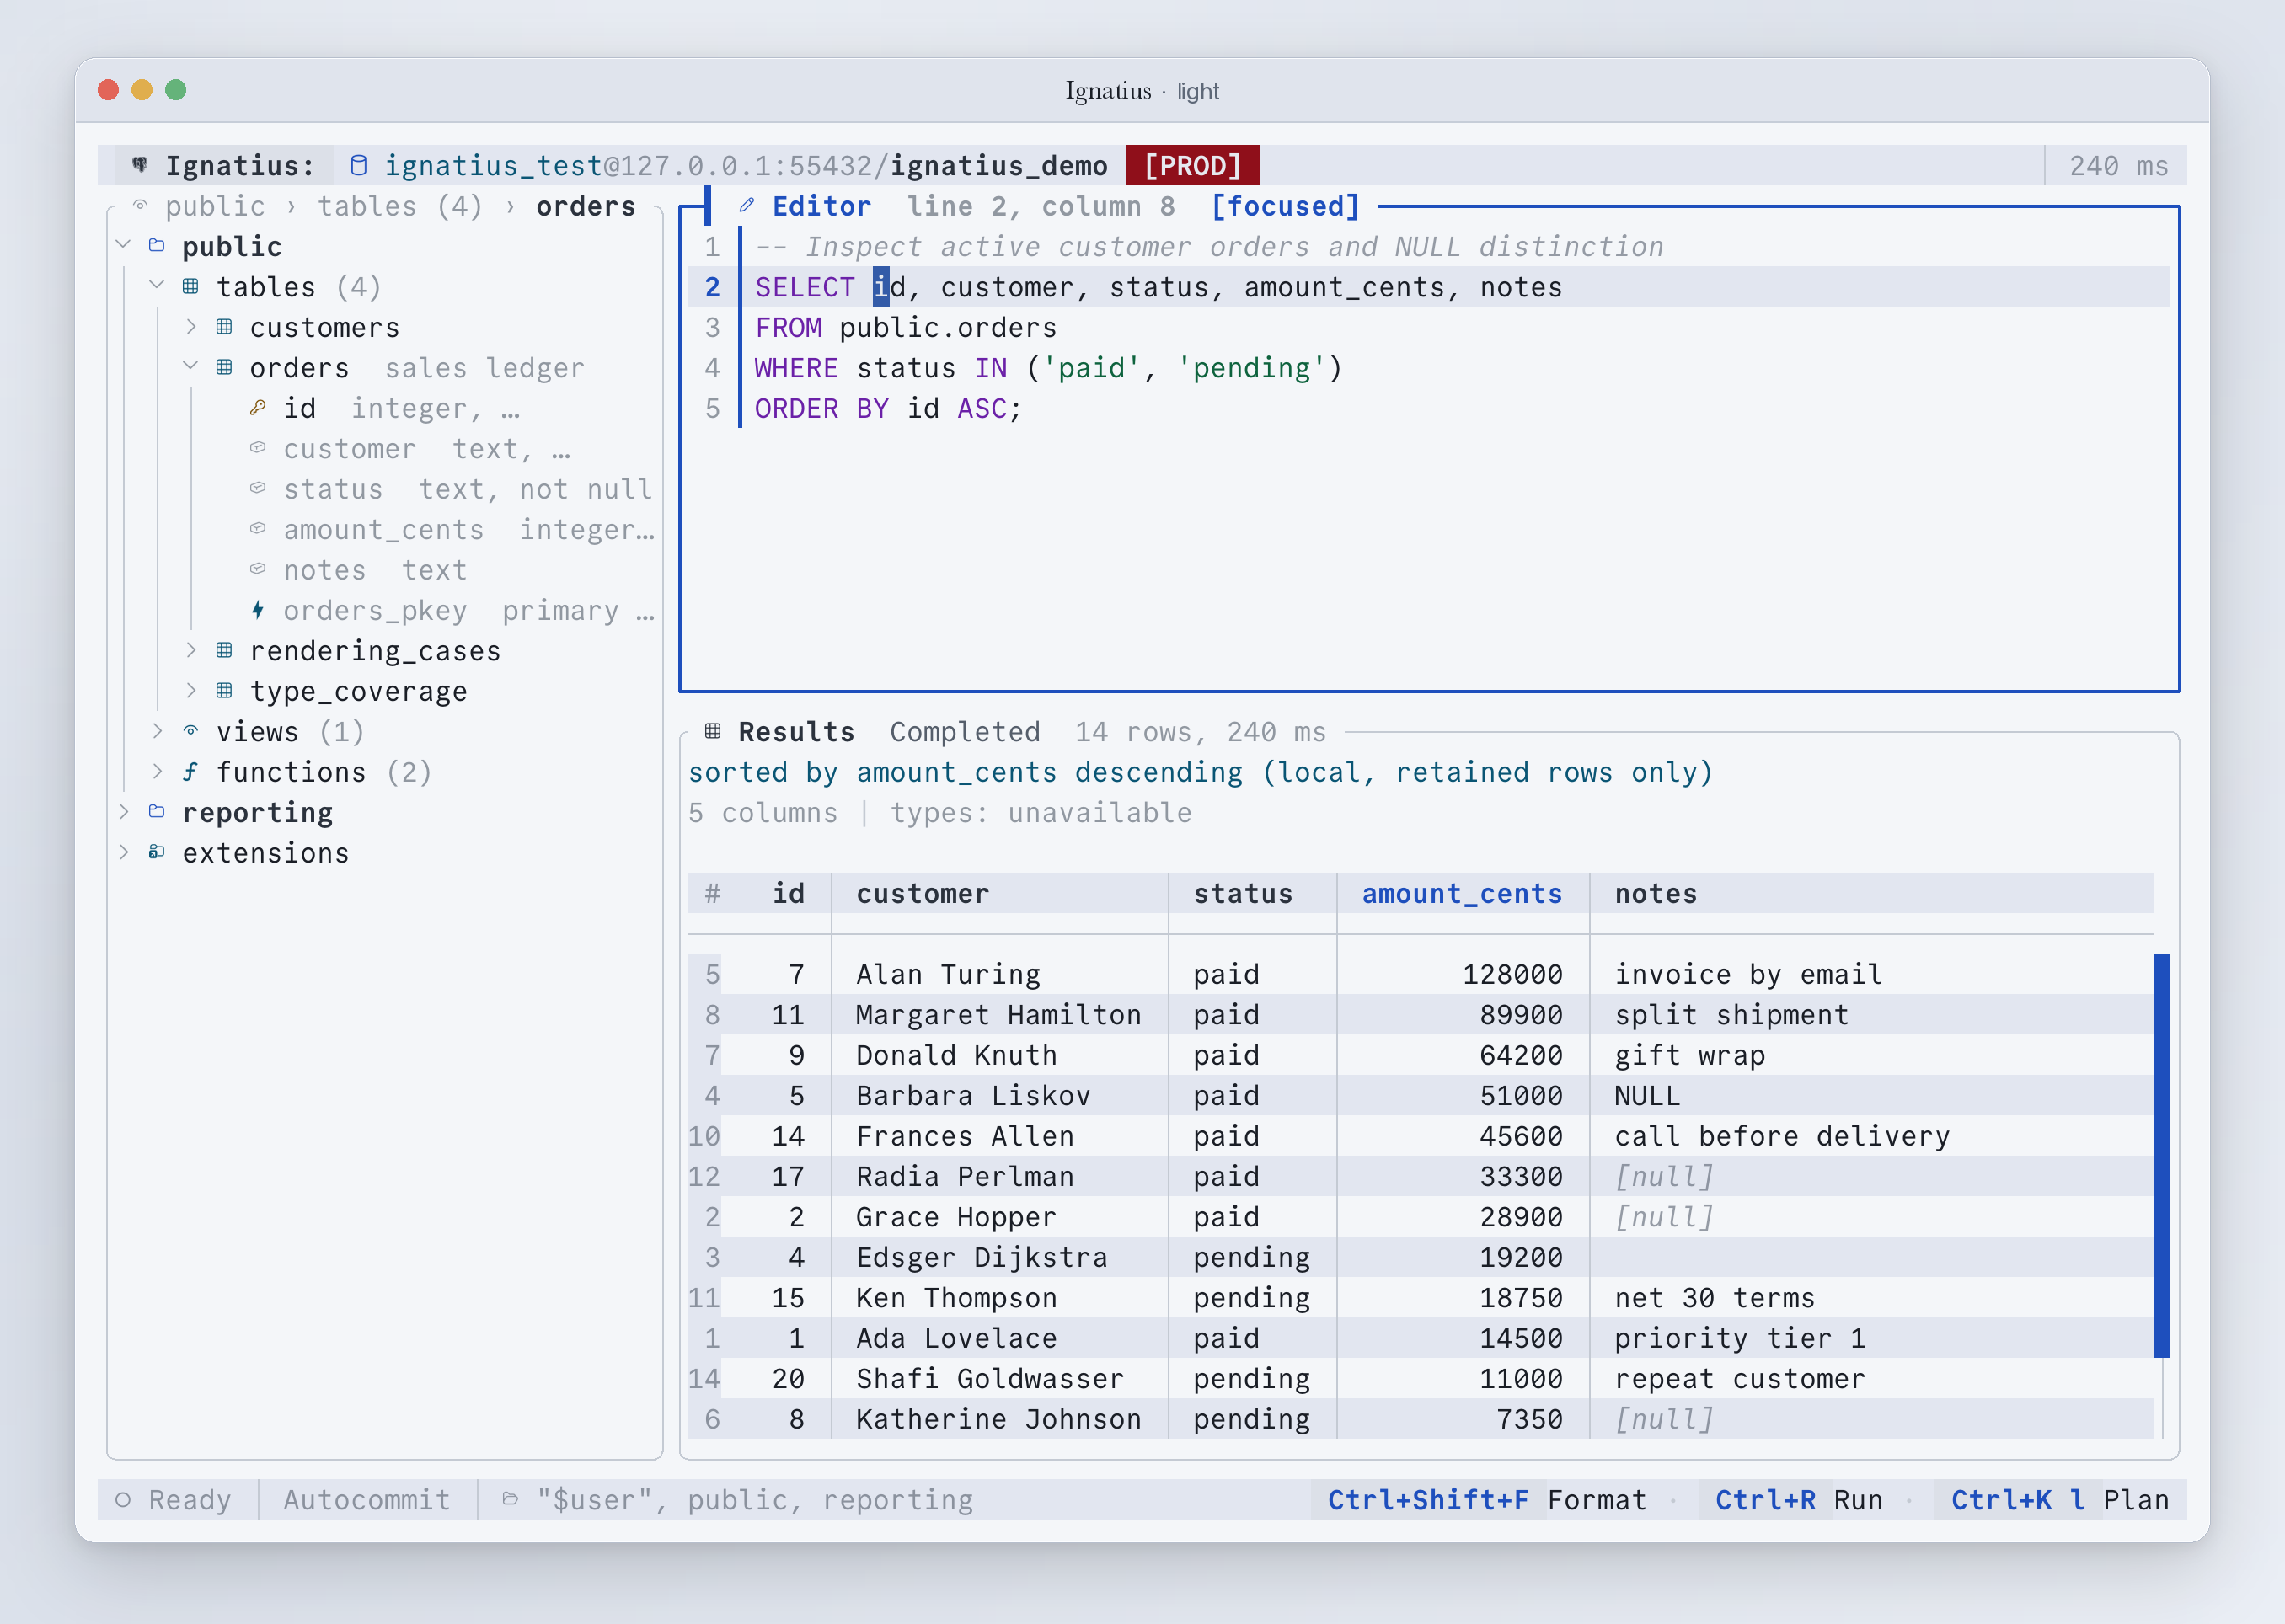 Ignatius · light
Ignatius: ignatius_test@127.0.0.1:55432/ignatius_demo [PROD] 240 ms
public › tables (4) › orders
public
tables (4)
customers
orders sales ledger
id integer, …
customer text, …
status text, not null
amount_cents integer…
notes text
orders_pkey primary …
rendering_cases
type_coverage
views (1)
functions (2)
reporting
extensions
Editor line 2, column 8 [focused]
1 -- Inspect active customer orders and NULL distinction
2 SELECT id, customer, status, amount_cents, notes
3 FROM public.orders
4 WHERE status IN ('paid', 'pending')
5 ORDER BY id ASC;
Results Completed 14 rows, 240 ms
sorted by amount_cents descending (local, retained rows only)
5 columns | types: unavailable
# id customer status amount_cents notes
5 7 Alan Turing paid 128000 invoice by email
8 11 Margaret Hamilton paid 89900 split shipment
7 9 Donald Knuth paid 64200 gift wrap
4 5 Barbara Liskov paid 51000 NULL
10 14 Frances Allen paid 45600 call before delivery
12 17 Radia Perlman paid 33300 [null]
2 2 Grace Hopper paid 28900 [null]
3 4 Edsger Dijkstra pending 19200
11 15 Ken Thompson pending 18750 net 30 terms
1 1 Ada Lovelace paid 14500 priority tier 1
14 20 Shafi Goldwasser pending 11000 repeat customer
6 8 Katherine Johnson pending 7350 [null]
Ready Autocommit "$user", public, reporting Ctrl+Shift+F Format · Ctrl+R Run · Ctrl+K l Plan